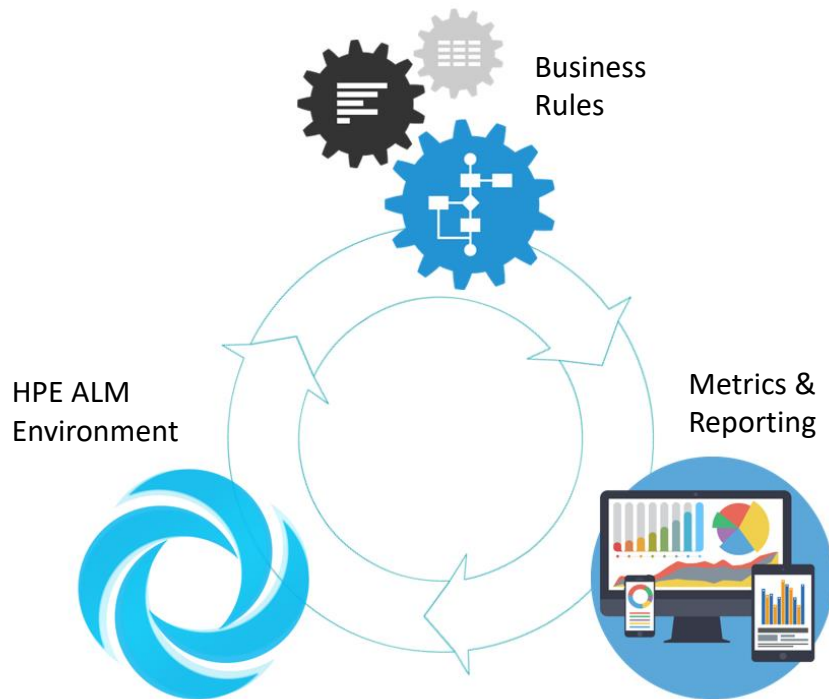 Business
Rules
HPE ALM
Environment
Metrics &
Reporting